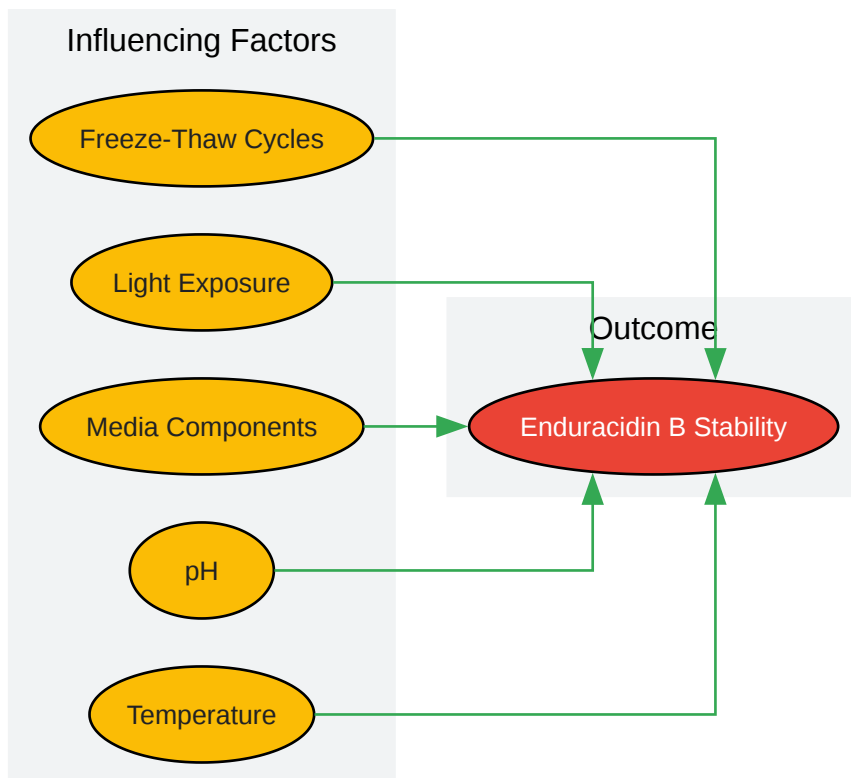 Influencing Factors
Freeze-Thaw Cycles
Light Exposure
Media Components
pH
Temperature
Outcome
Enduracidin B Stability